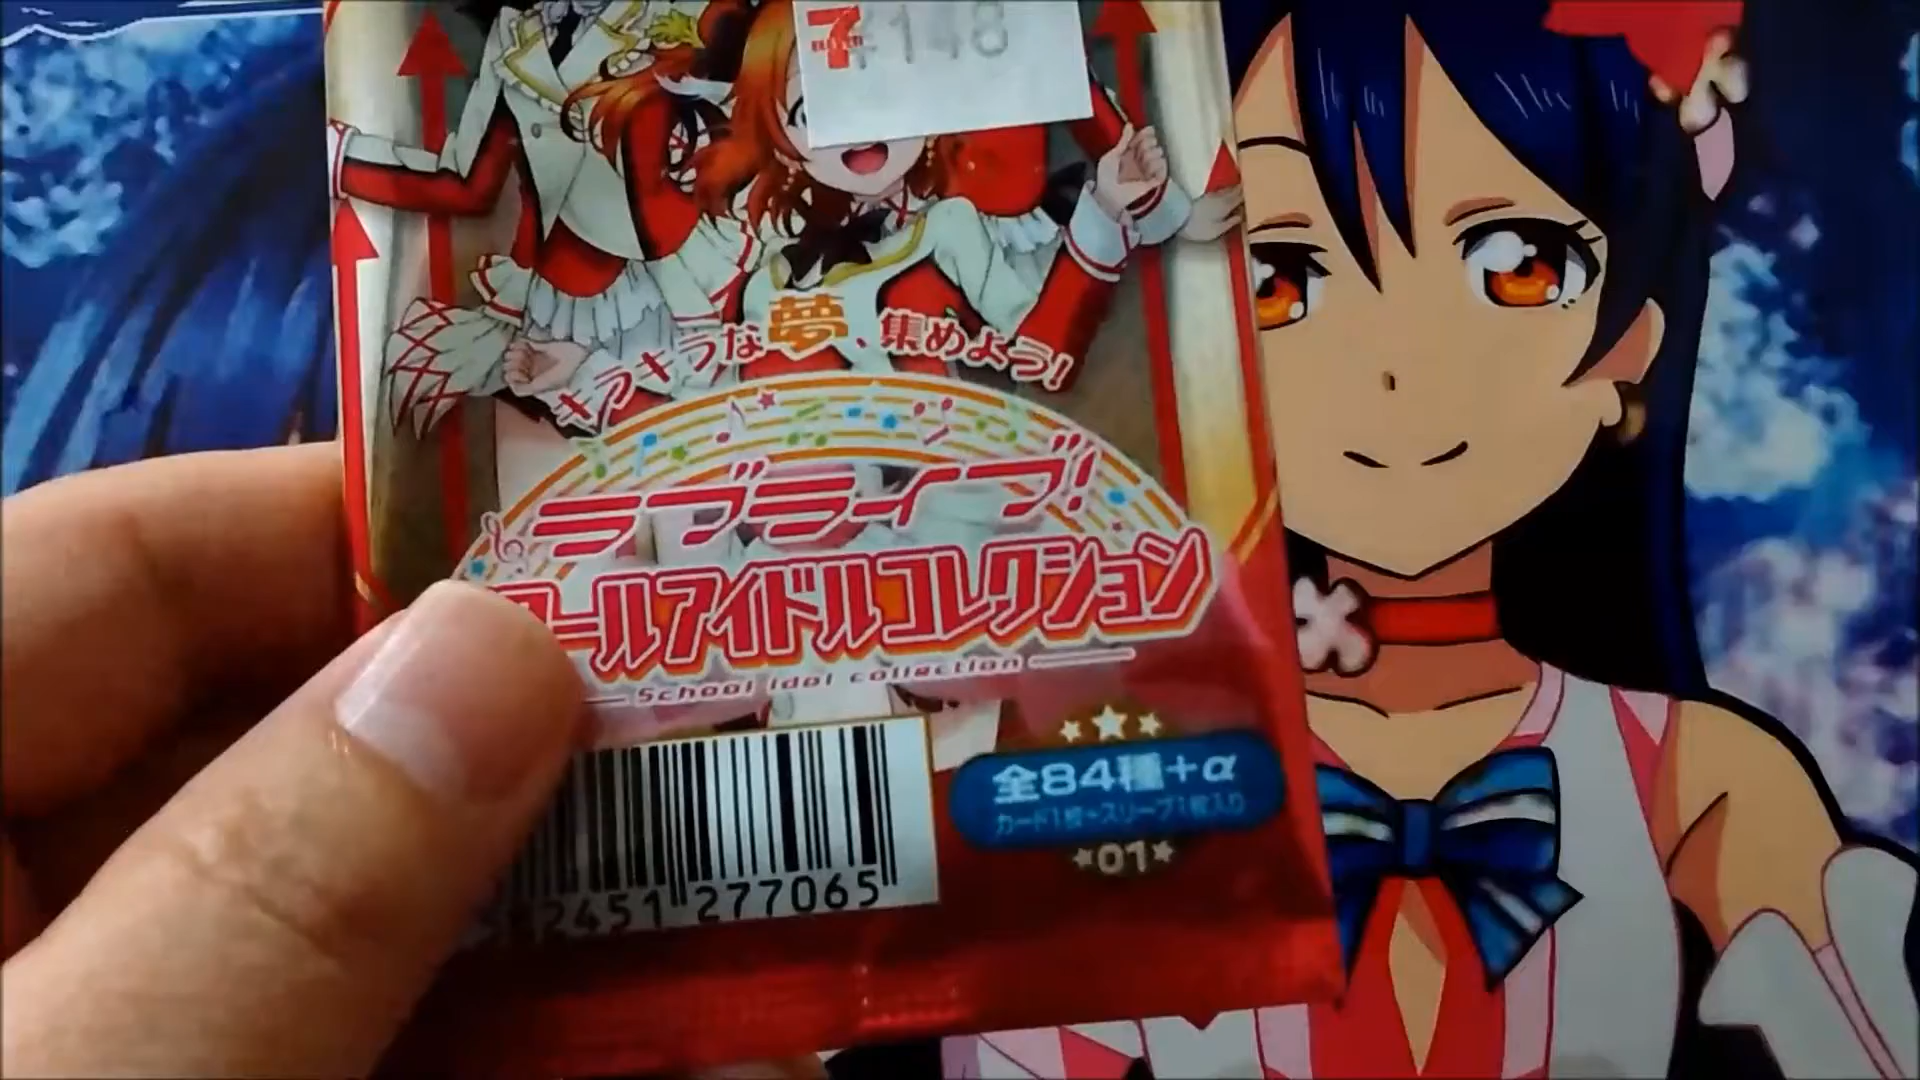 ¥148
キラキラな夢、集めよう!
ラブライブ!
ールアイドルコレクション
School idol collection
全84種+α
カード1枚+スリーブ1枚入り
01
2451 277065